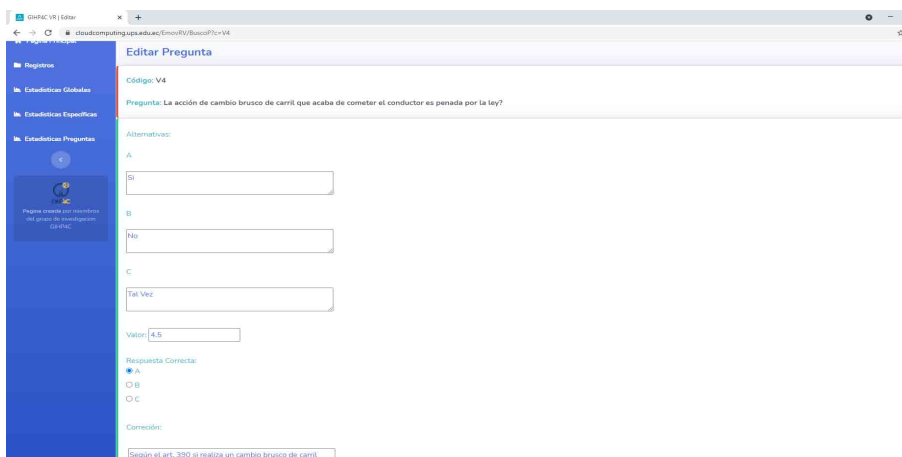 GIHP4C VR | Editar
cloudcomputing.ups.edu.ec/EmovRV/BuscoP?c=V4
Página Principal
Registros
Estadísticas Globales
Estadísticas Específicas
Estadísticas Preguntas
Pagina creada por miembros
del grupo de investigacion
GIHP4C
Editar Pregunta
Código: V4
Pregunta: La acción de cambio brusco de carril que acaba de cometer el conductor es penada por la ley?
Alternativas:
A
Si
B
No
C
Tal Vez
Valor: 4.5
Respuesta Correcta:
A
B
C
Correción:
Según el art. 390 si realiza un cambio brusco de carril